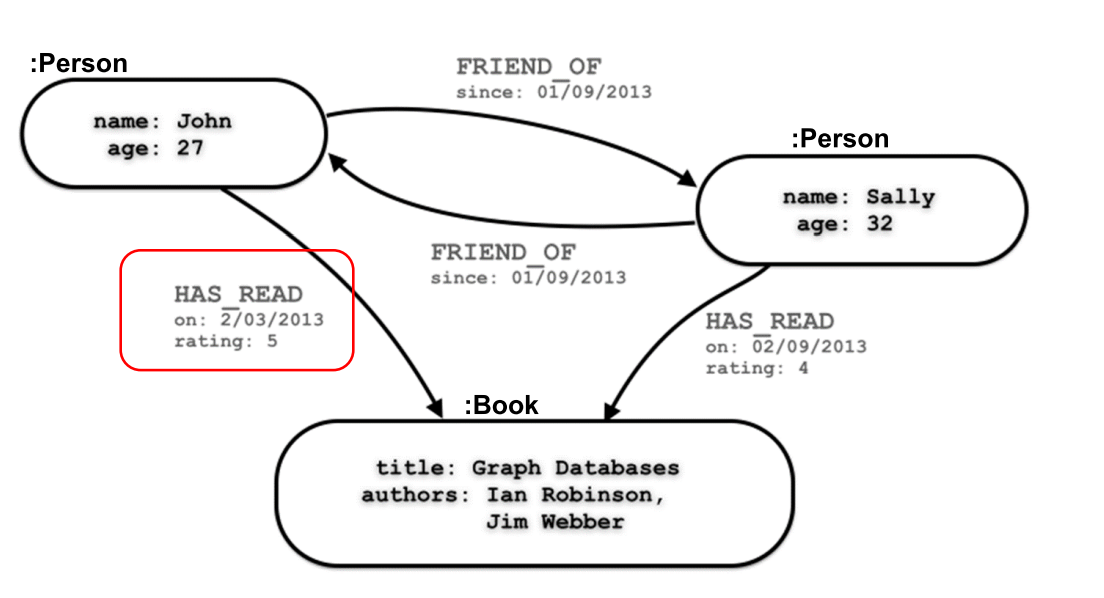 :Person
name: John
age: 27
FRIEND_OF
since: 01/09/2013
:Person
name: Sally
age: 32
FRIEND_OF
since: 01/09/2013
HAS_READ
on: 2/03/2013
rating: 5
HAS_READ
on: 02/09/2013
rating: 4
:Book
title: Graph Databases
authors: Ian Robinson,
Jim Webber